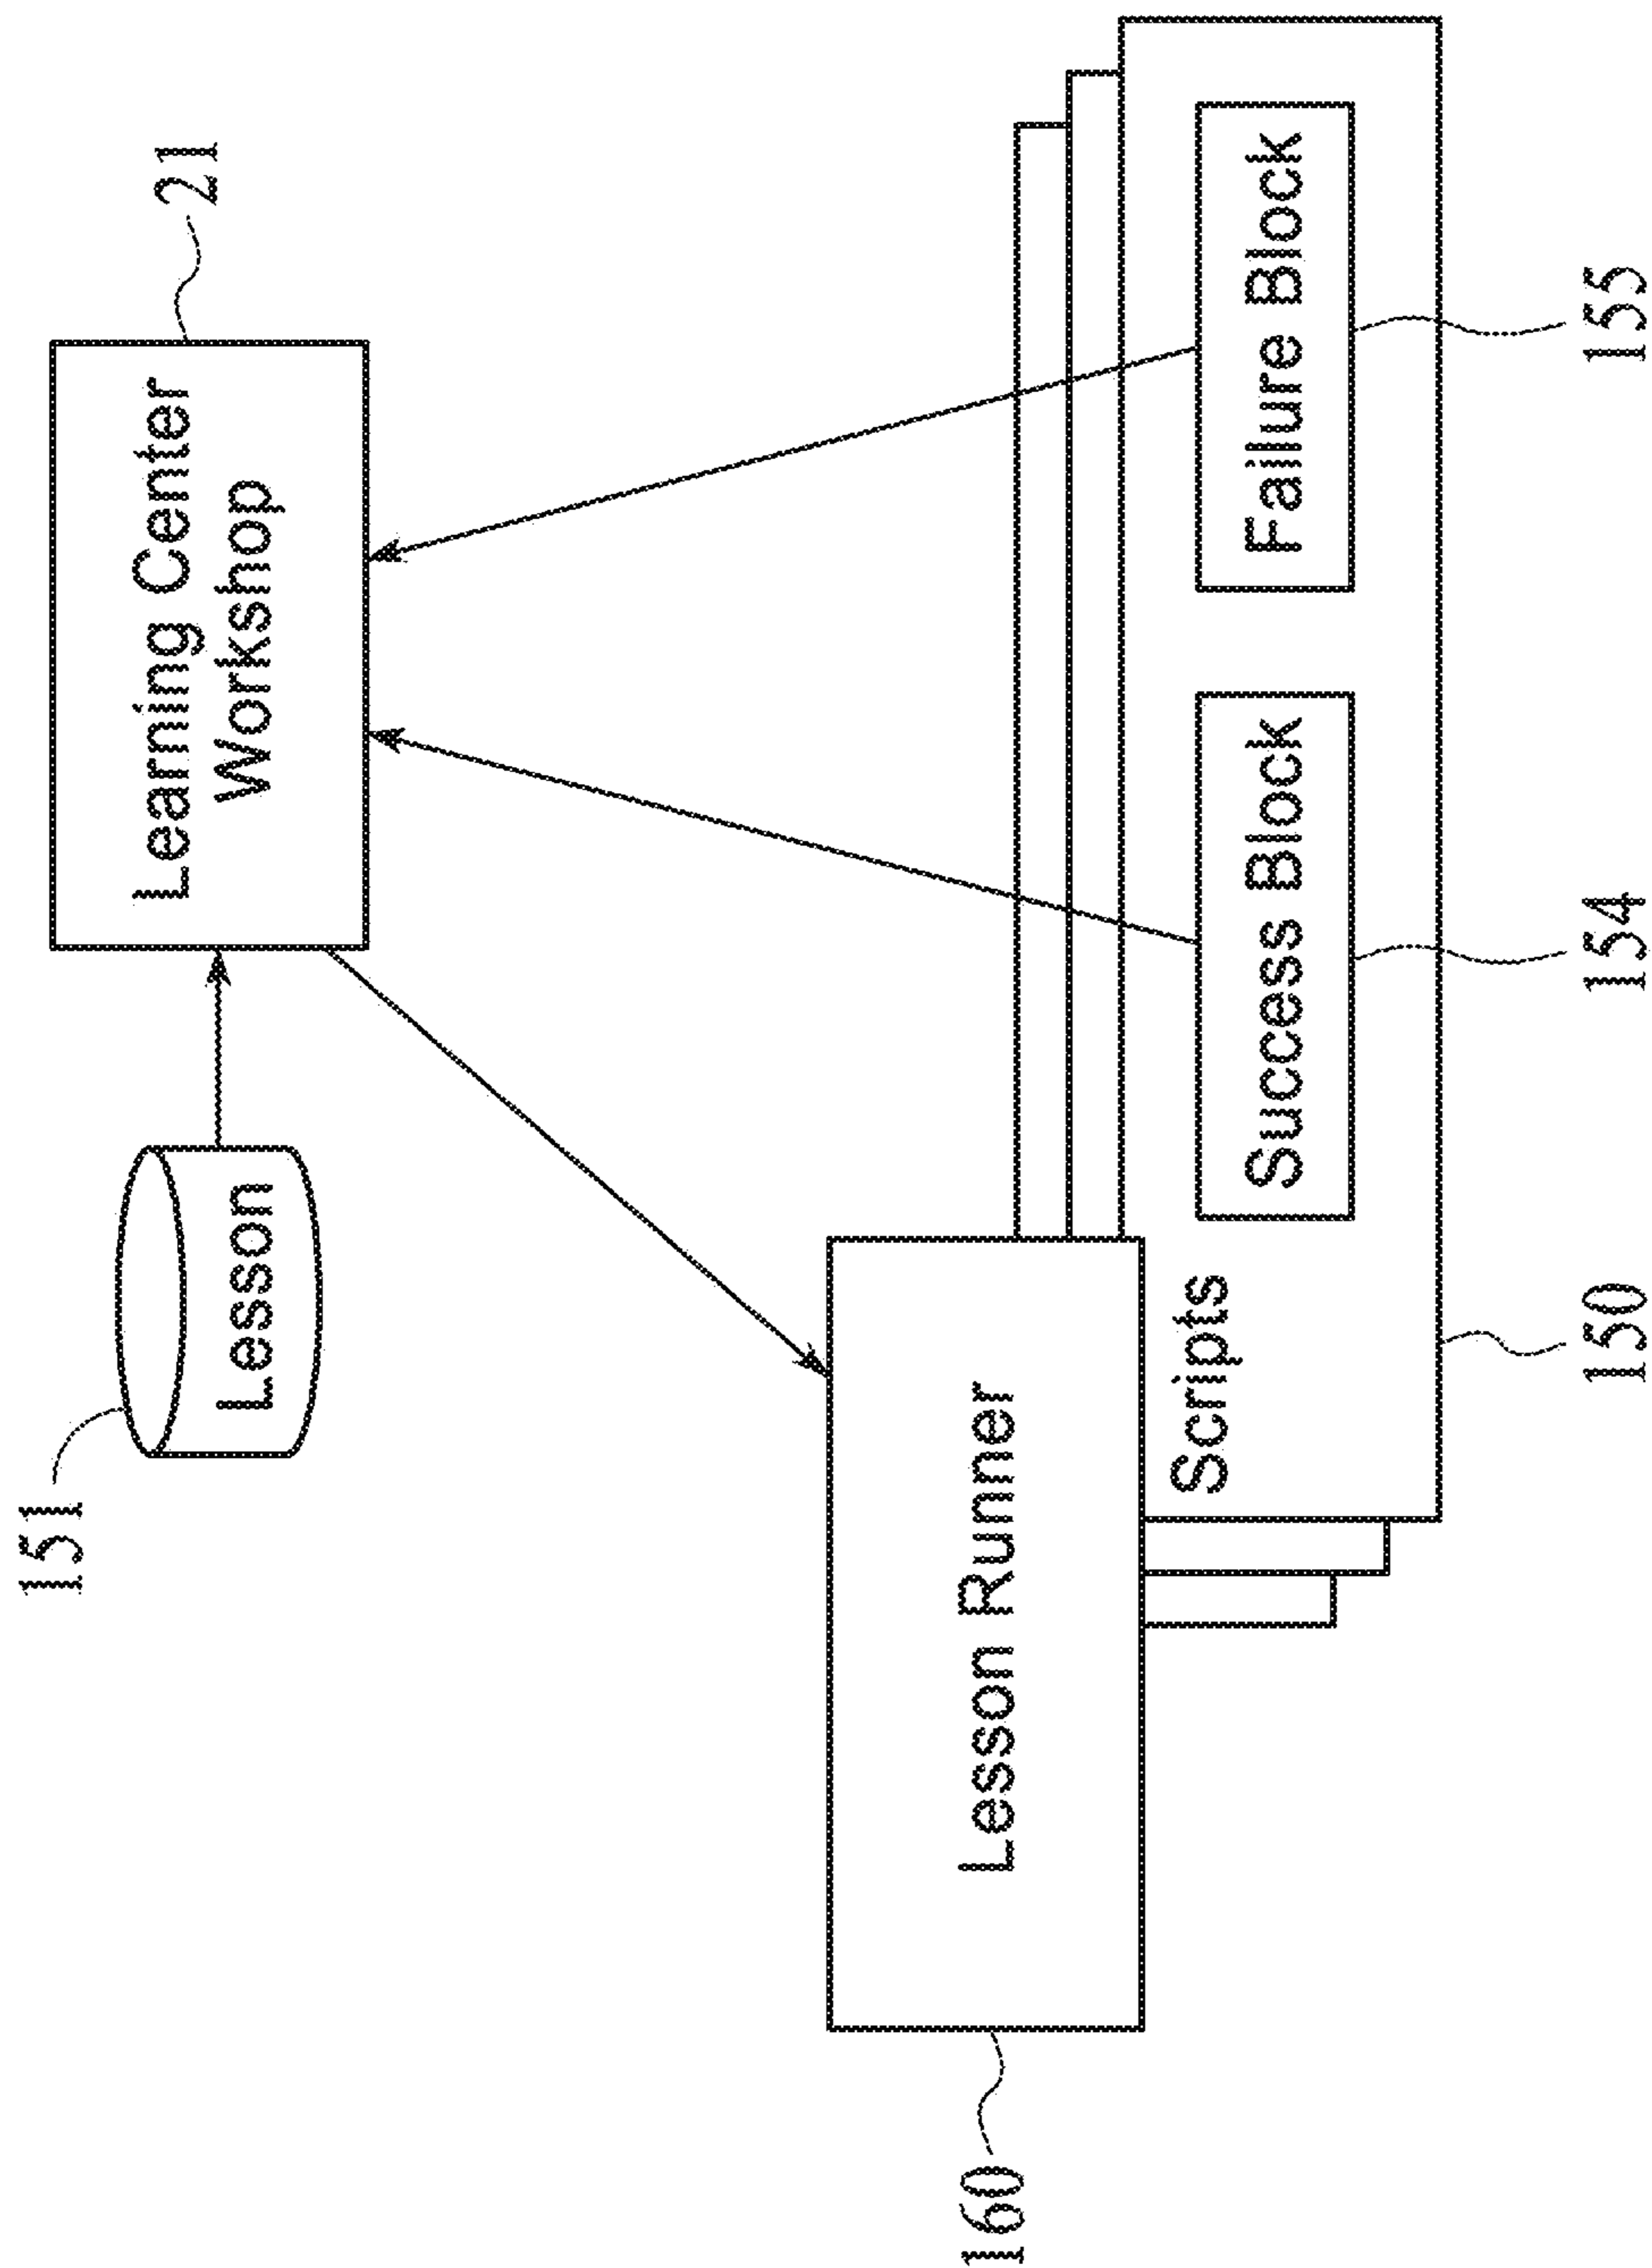 151
Lesson
Learning Center
Workshop
21
160
Lesson Runner
Scripts
Success Block
Failure Block
150
154
155